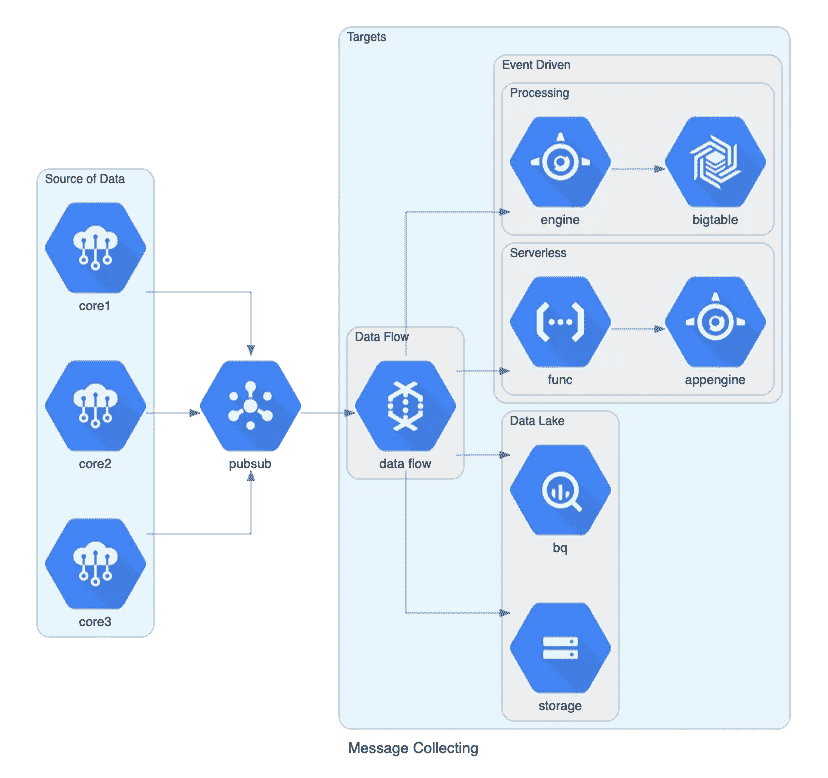 Targets
Event Driven
Processing
engine
bigtable
Source of Data
core1
Serverless
func
appengine
Data Flow
data flow
core2
pubsub
Data Lake
bq
core3
storage
Message Collecting